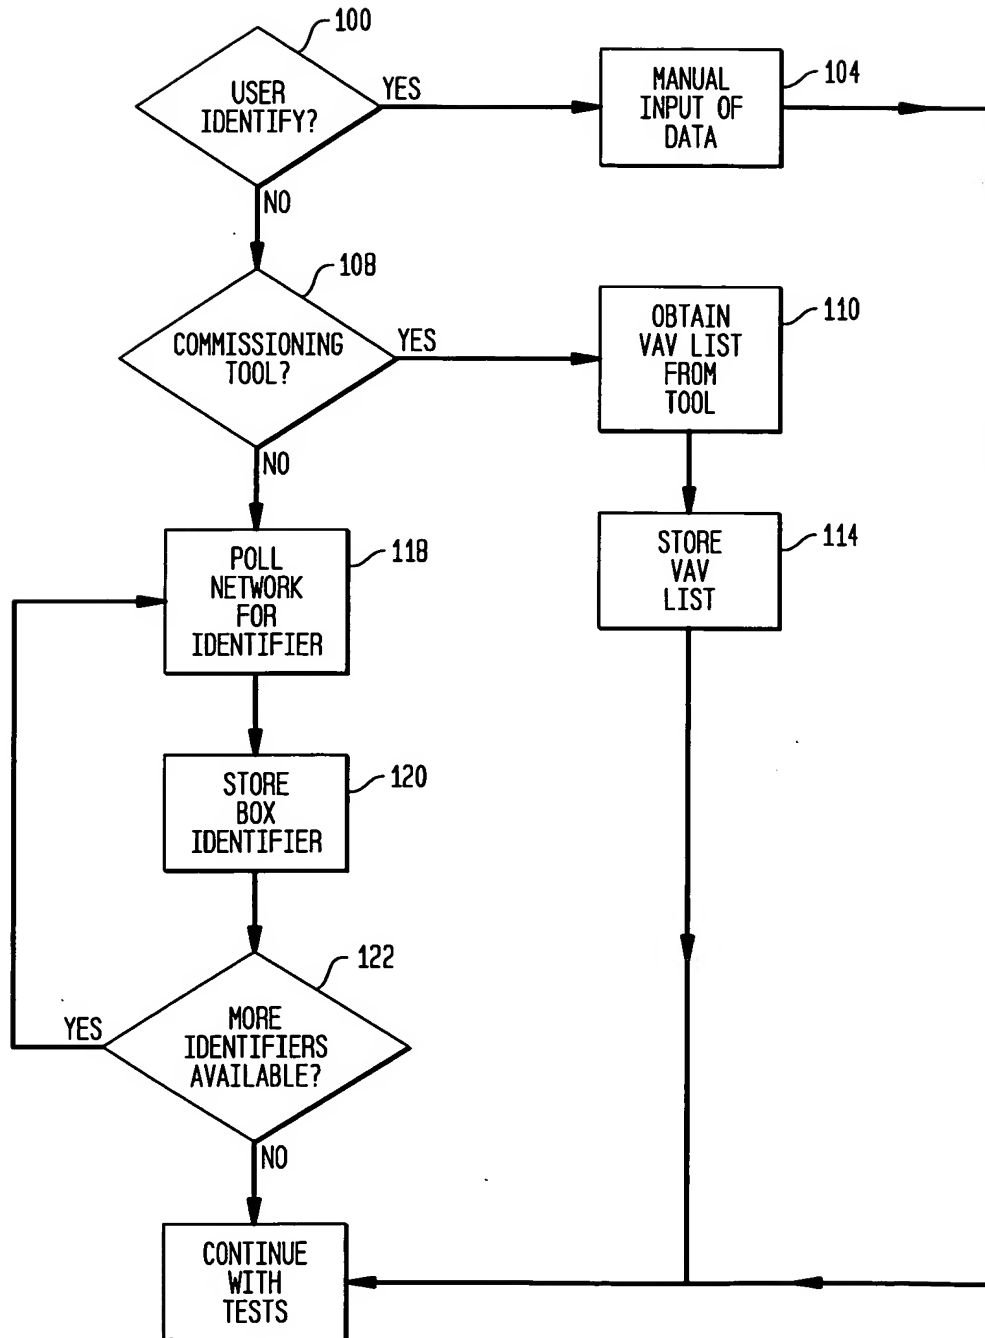 100
USER
IDENTIFY?
YES
MANUAL
INPUT OF
DATA
104
NO
108
COMMISSIONING
TOOL?
YES
OBTAIN
VAV LIST
FROM
TOOL
110
NO
POLL
NETWORK
FOR
IDENTIFIER
118
STORE
VAV
LIST
114
STORE
BOX
IDENTIFIER
120
122
MORE
IDENTIFIERS
AVAILABLE?
YES
NO
CONTINUE
WITH
TESTS